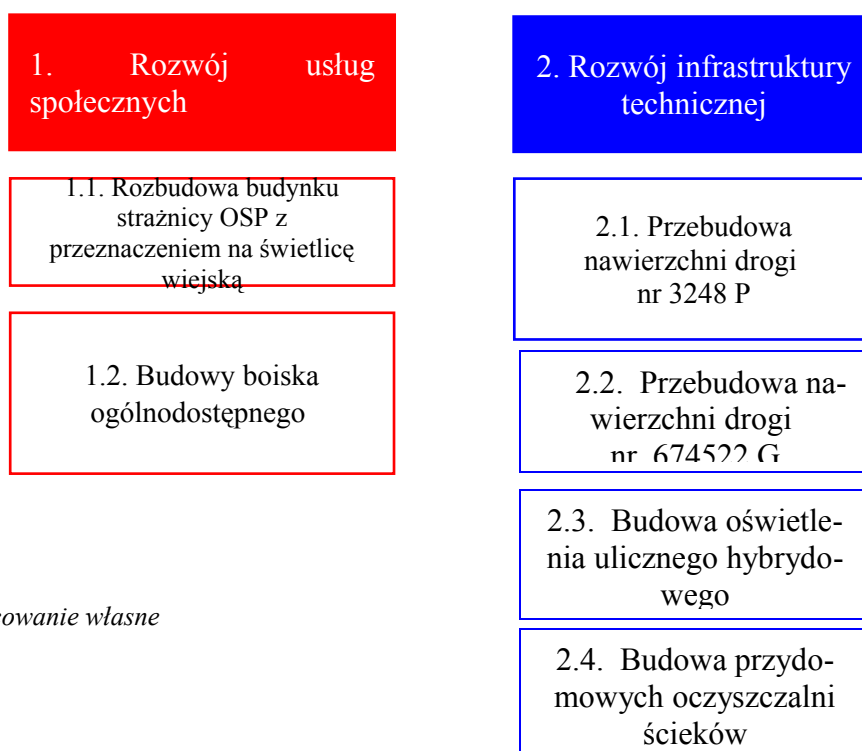 1. Rozwój usług
społecznych
1.1. Rozbudowa budynku
strażnicy OSP z
przeznaczeniem na świetlicę
wiejską
1.2. Budowy boiska
ogólnodostępnego
2. Rozwój infrastruktury
technicznej
2.1. Przebudowa
nawierzchni drogi
nr 3248 P
2.2. Przebudowa na-
wierzchni drogi
nr 674522 G
2.3. Budowa oświetle-
nia ulicznego hybrydo-
wego
2.4. Budowa przydo-
mowych oczyszczalni
ścieków
własne